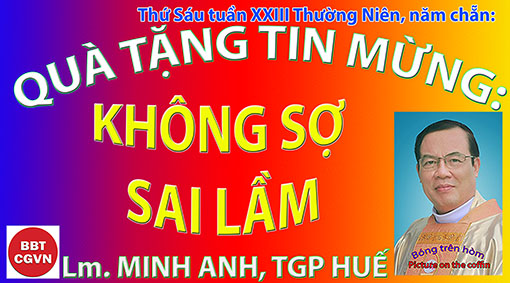 Thứ Sáu tuần XXIII Thường Niên, năm chẵn:
QUÀ TẶNG TIN MỪNG:
KHÔNG SỢ
SAI LẦM
Bóng trên hòm
Picture on the coffin
BBT
CGVN
Lm. MINH ANH, TGP HUẾ